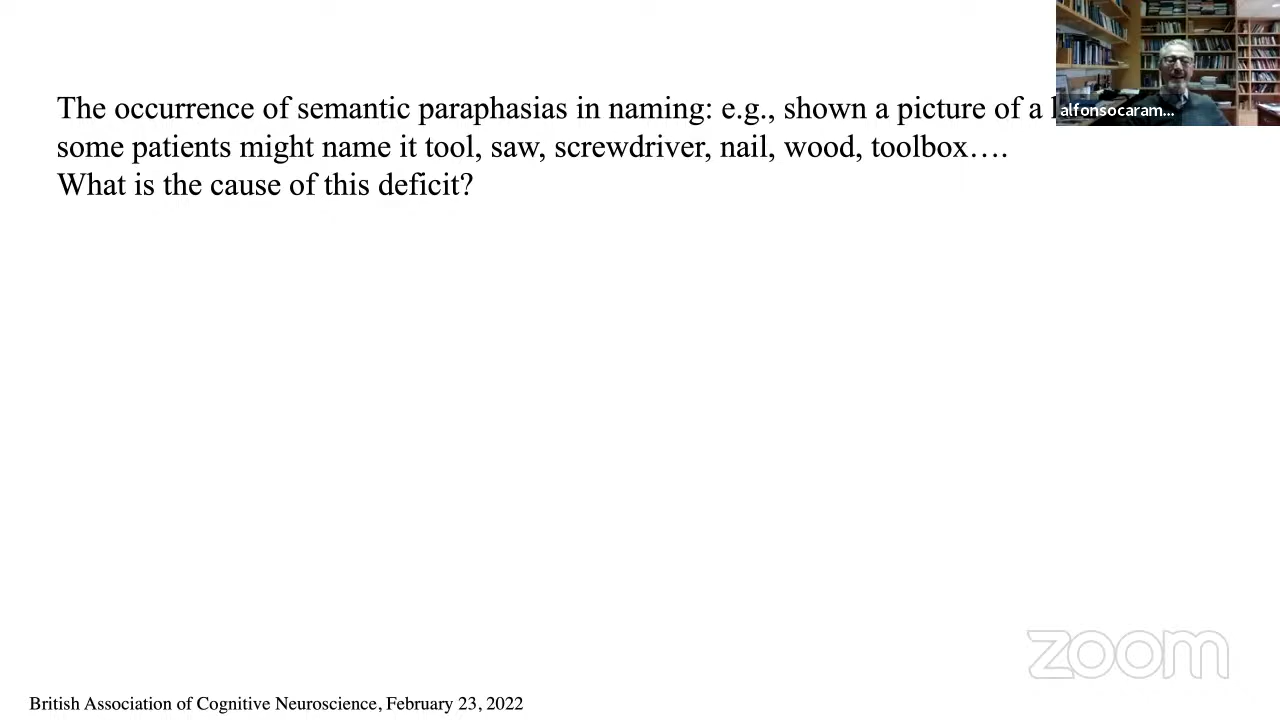 The occurrence of semantic paraphasias in naming: e.g., shown a picture of a
some patients might name it tool, saw, screwdriver, nail, wood, toolbox….
What is the cause of this deficit?
alfonsocaram...
zoom
British Association of Cognitive Neuroscience, February 23, 2022